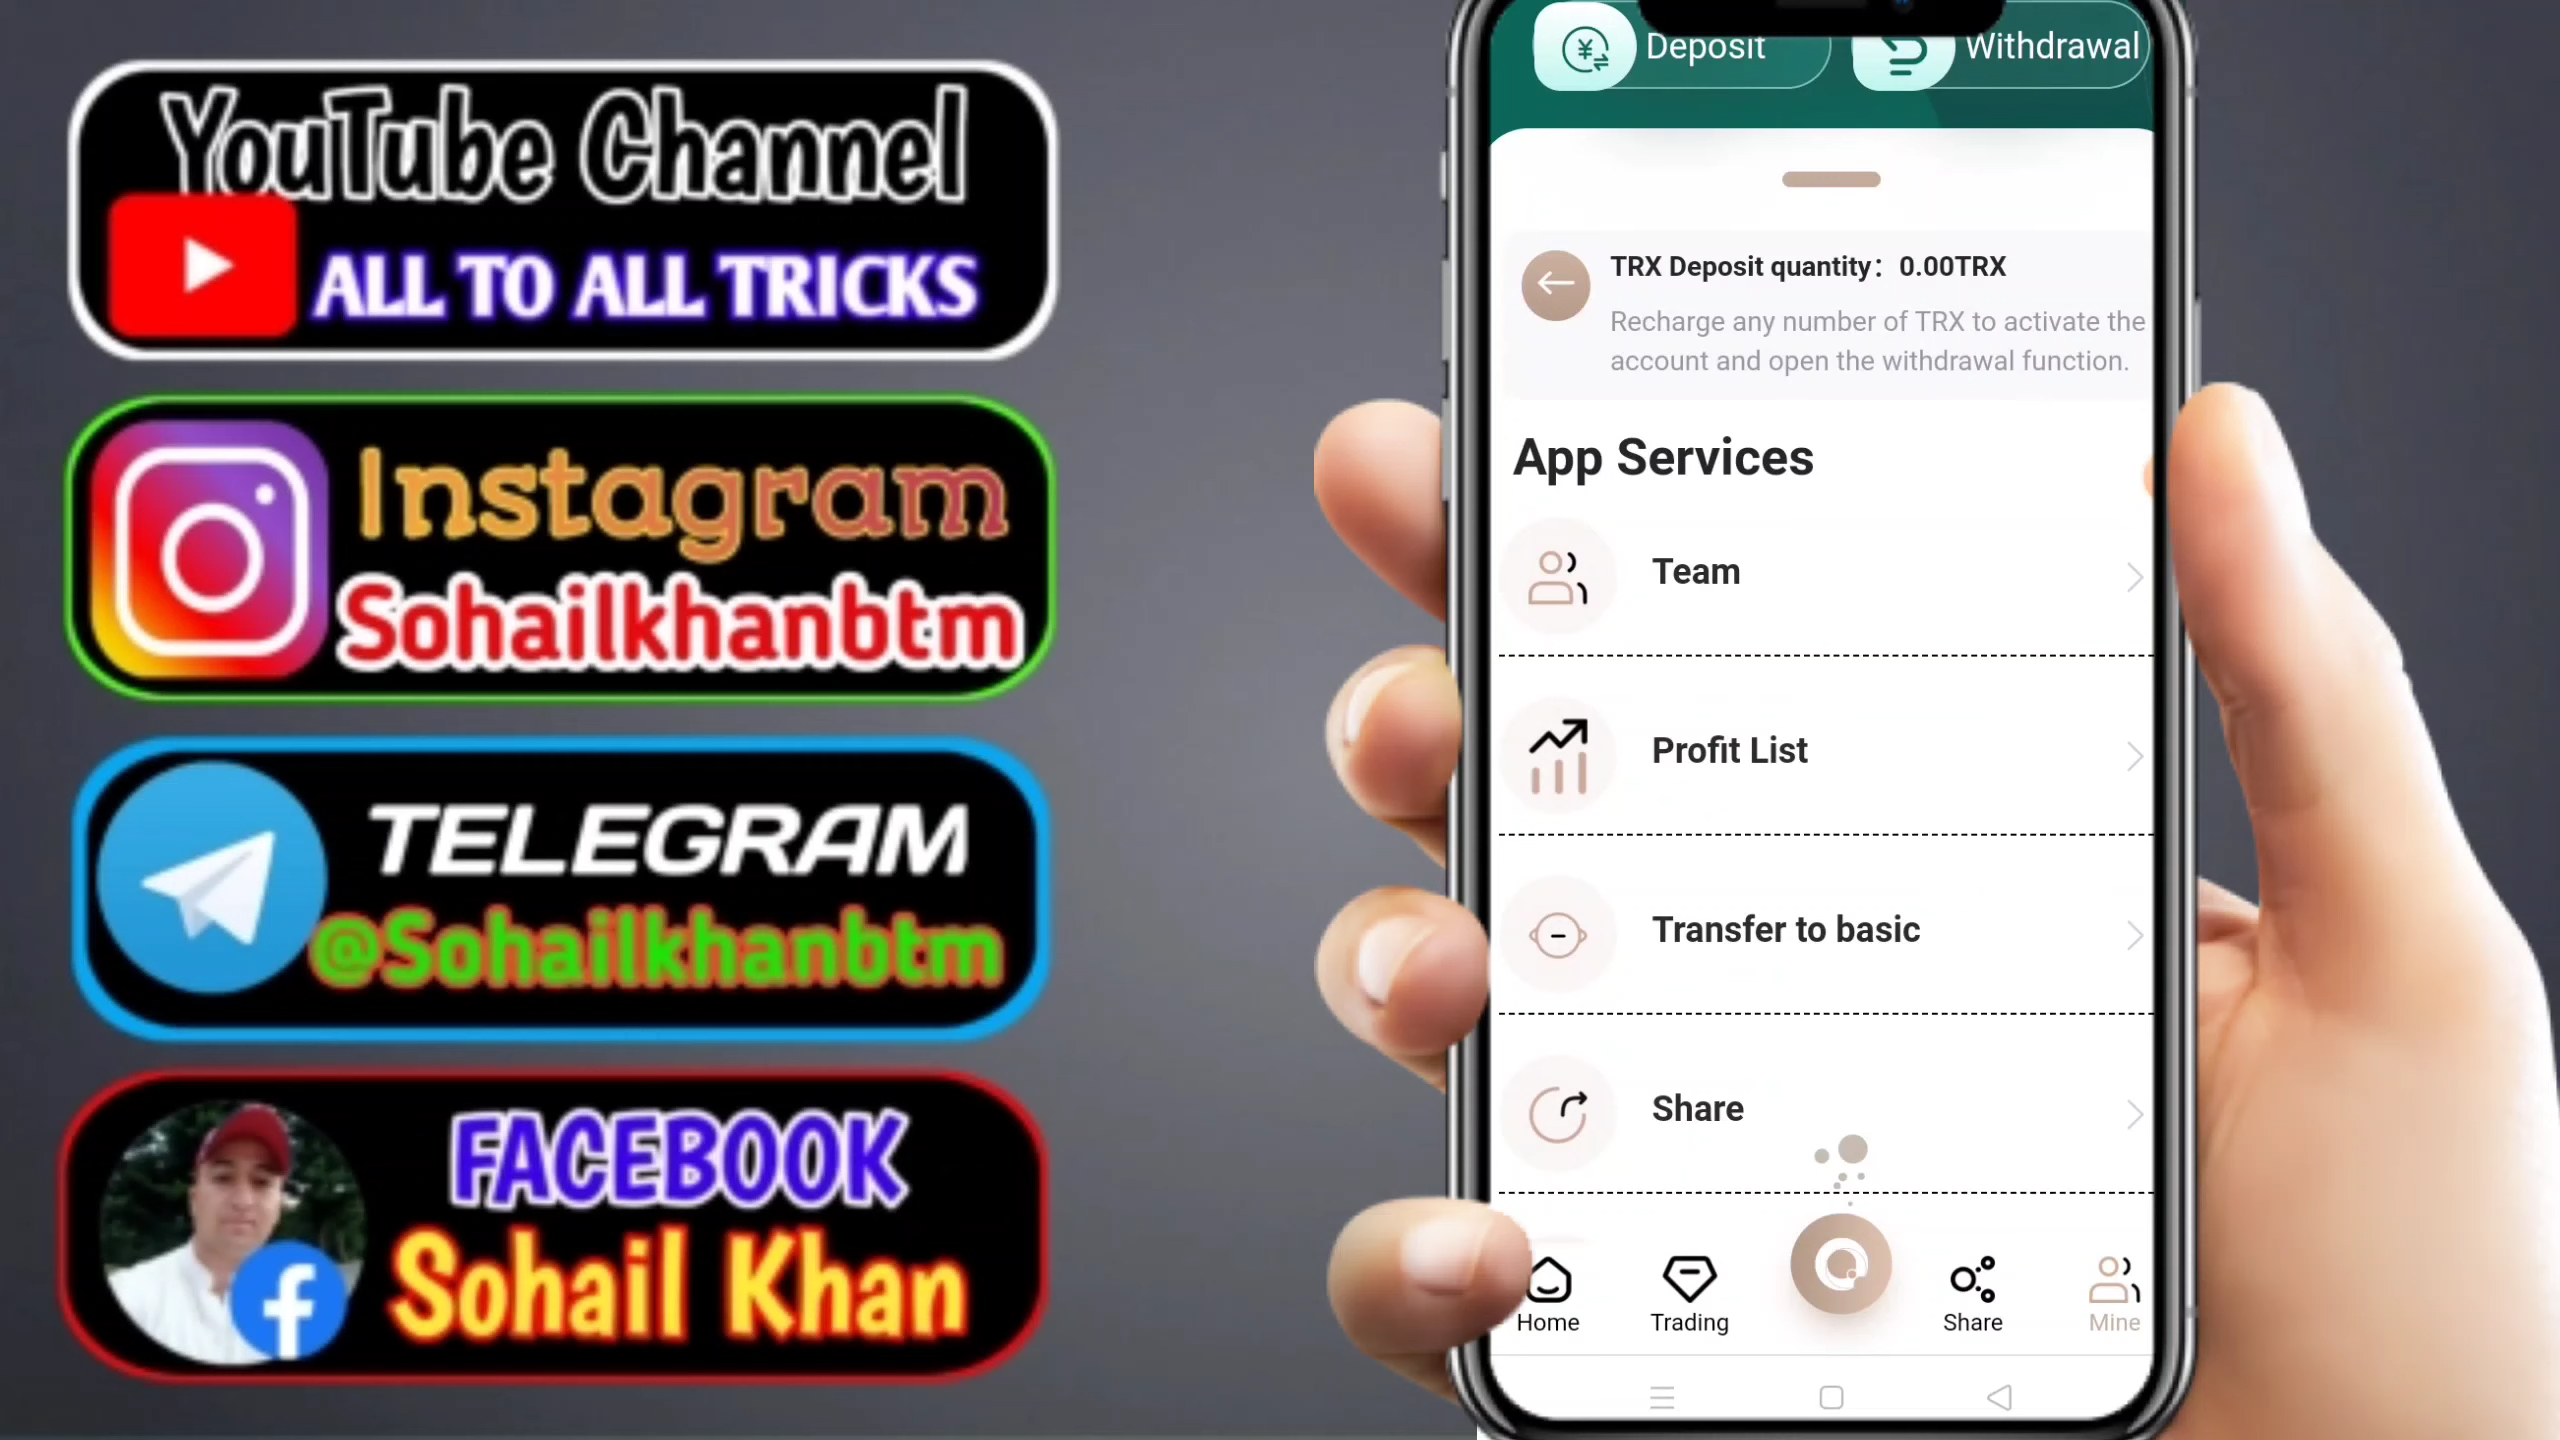 YouTube Channel
ALL TO ALL TRICKS
Instagram
Sohailkhanbtm
TELEGRAM
@Sohailkhanbtm
FACEBOOK
Sohail Khan
Deposit
Withdrawal
TRX Deposit quantity: 0.00TRX
Recharge any number of TRX to activate the
account and open the withdrawal function.
App Services
Team
Profit List
Transfer to basic
Share
Home
Trading
Share
Mine